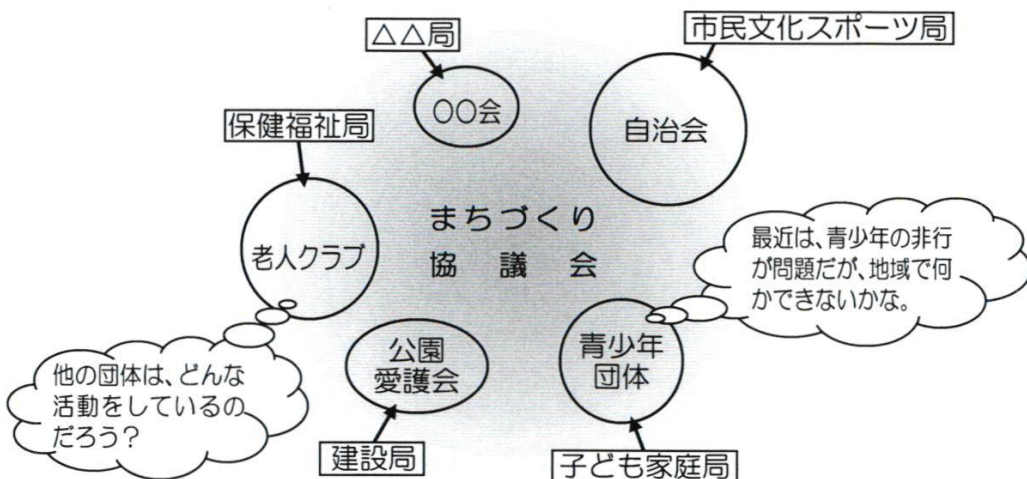 △△局
市民文化スポーツ局
〇〇会
自治会
保健福祉局
老人クラブ
まちづくり
協議会
最近は、青少年の非行
が問題だが、地域で何
かできないかな。
他の団体は、どんな
活動をしているの
だろう？
公園
愛護会
青少年
団体
建設局
子ども家庭局